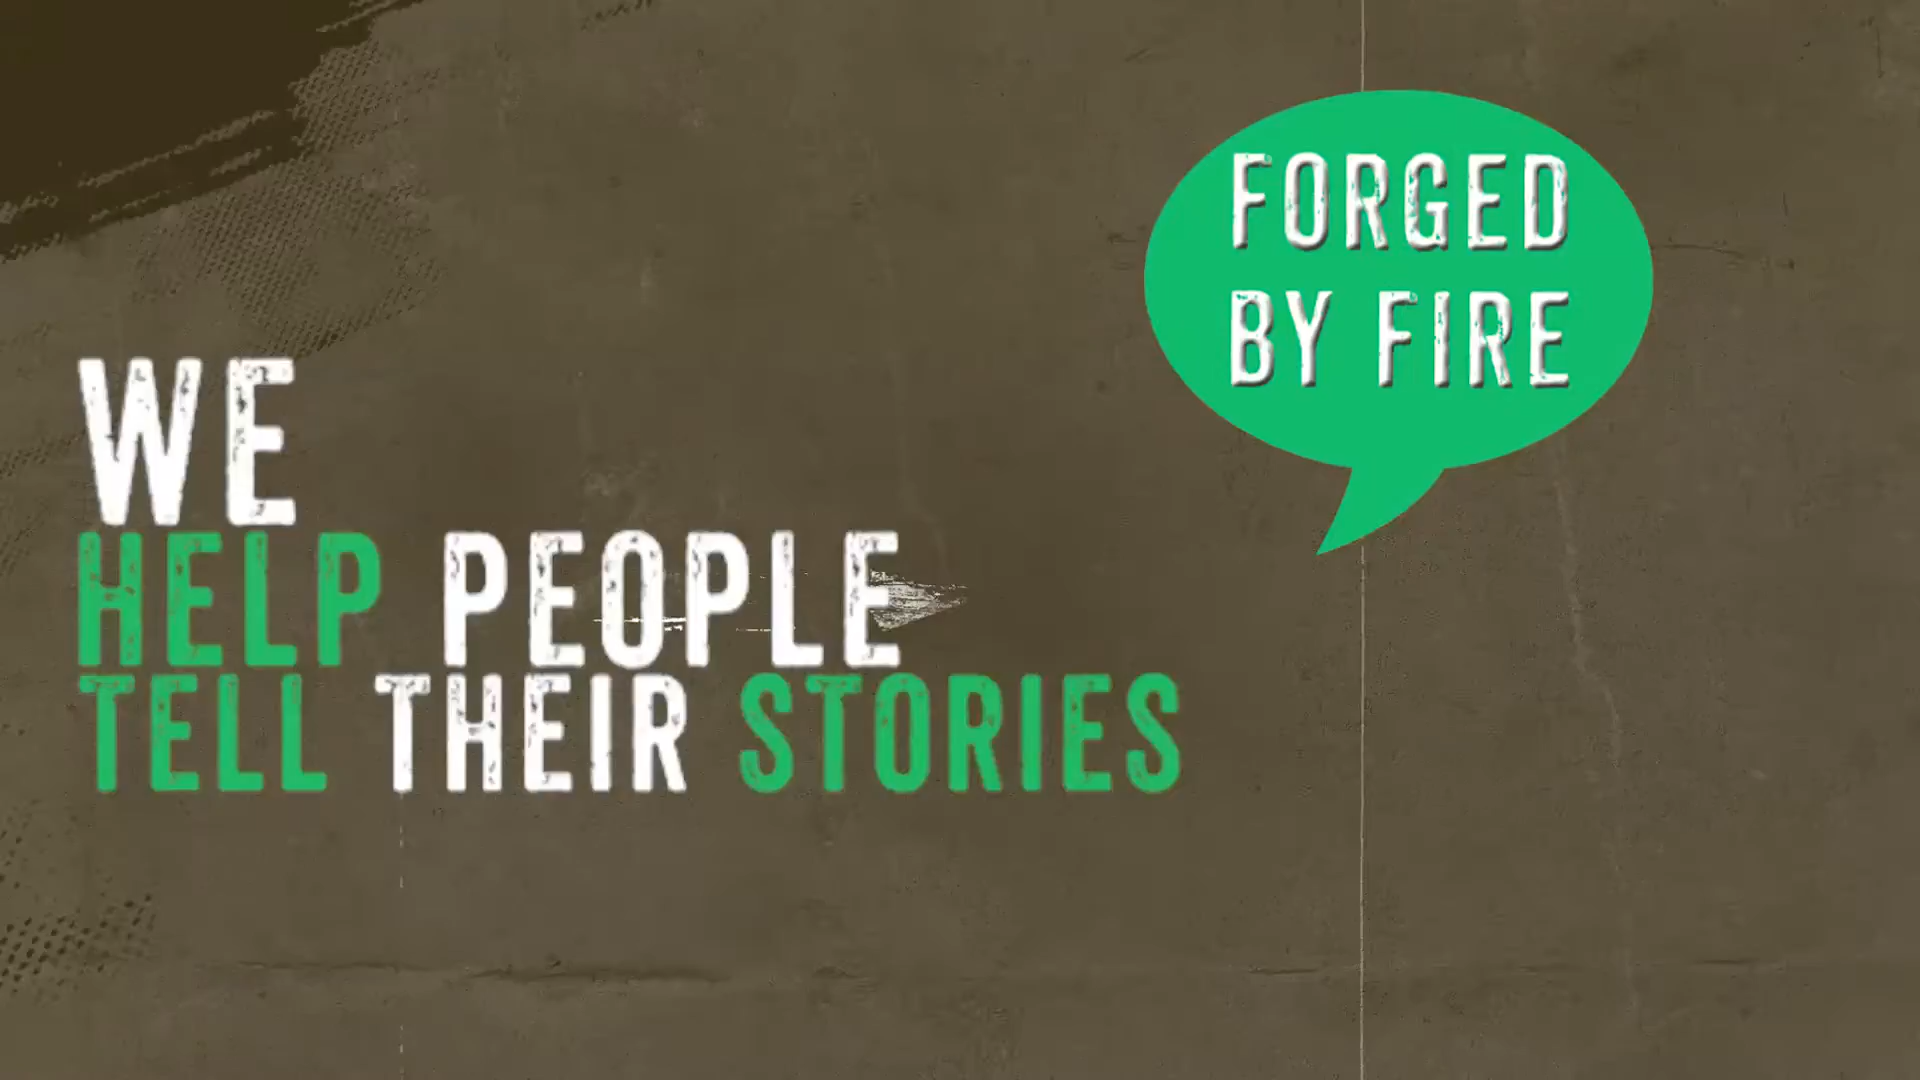 WE
HELP PEOPLE
TELL THEIR STORIES
FORGED
BY FIRE